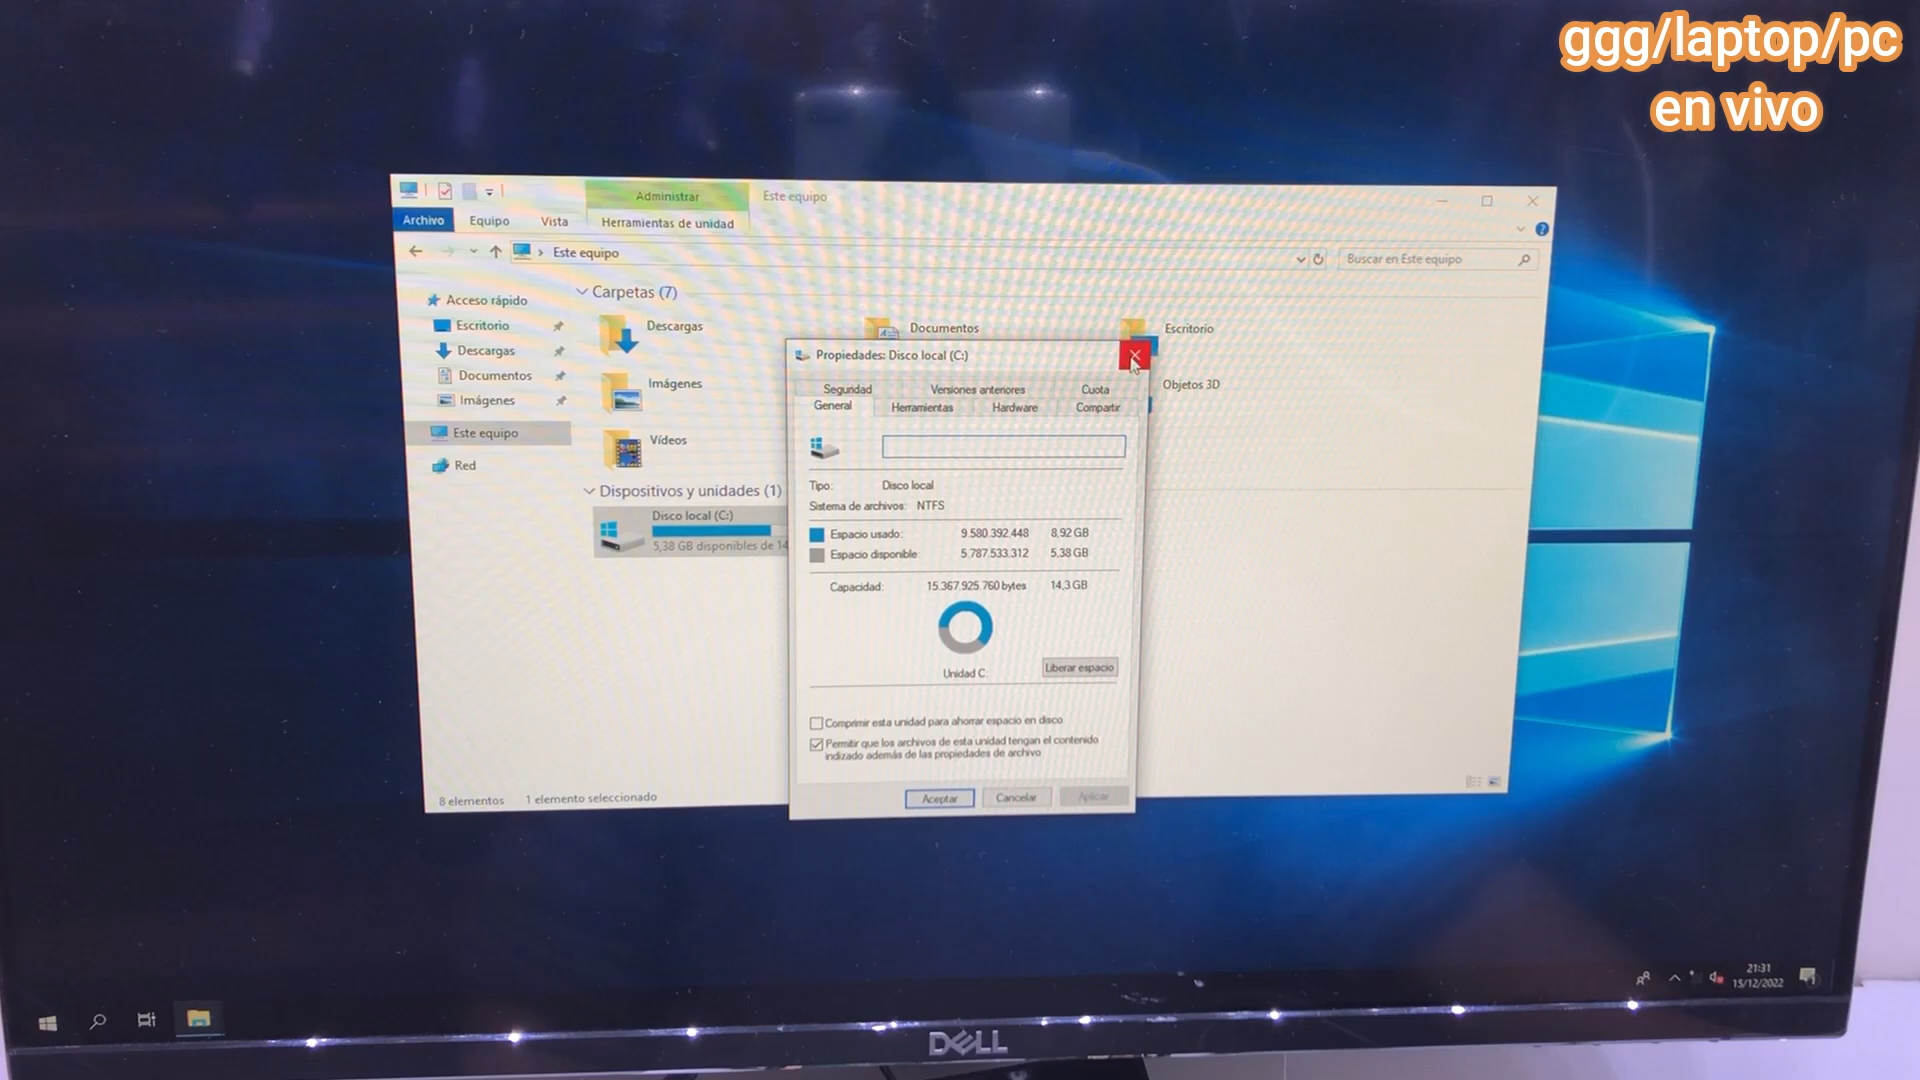 ggg/laptop/pc
en vivo
Administrar
Este equipo
Archivo
Equipo
Vista
Herramientas de unidad
Este equipo
Buscar en Este equipo
Acceso rápido
Escritorio
Descargas
Documentos
Imágenes
Este equipo
Red
Carpetas (7)
Descargas
Documentos
Escritorio
Imágenes
Objetos 3D
Vídeos
Dispositivos y unidades (1)
Disco local (C:)
5,38 GB disponibles de 14
Propiedades: Disco local (C:)
Seguridad
Versiones anteriores
Cuota
General
Herramientas
Hardware
Compartir
Tipo: Disco local
Sistema de archivos: NTFS
Espacio usado: 9.580.392.448 8,92 GB
Espacio disponible: 5.787.533.312 5,38 GB
Capacidad: 15.367.925.760 bytes 14,3 GB
Unidad C:
Liberar espacio
Comprimir esta unidad para ahorrar espacio en disco
Permitir que los archivos de esta unidad tengan el contenido
indizado además de las propiedades de archivo
Aceptar
Cancelar
Aplicar
8 elementos
1 elemento seleccionado
21:31
15/12/2022
DELL